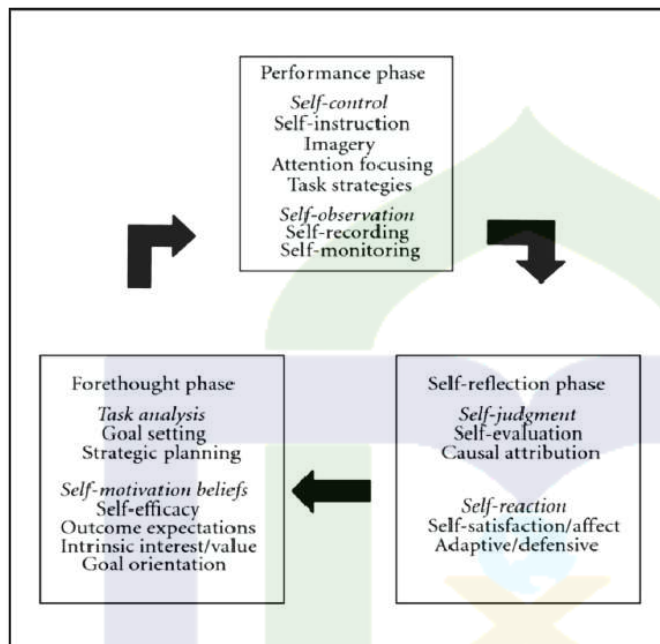 Performance phase
Self-control
Self-instruction
Imagery
Attention focusing
Task strategies
Self-observation
Self-recording
Self-monitoring
Forethought phase
Task analysis
Goal setting
Strategic planning
Self-motivation beliefs
Self-efficacy
Outcome expectations
Intrinsic interest/value
Goal orientation
Self-reflection phase
Self-judgment
Self-evaluation
Causal attribution
Self-reaction
Self-satisfaction/affect
Adaptive/defensive